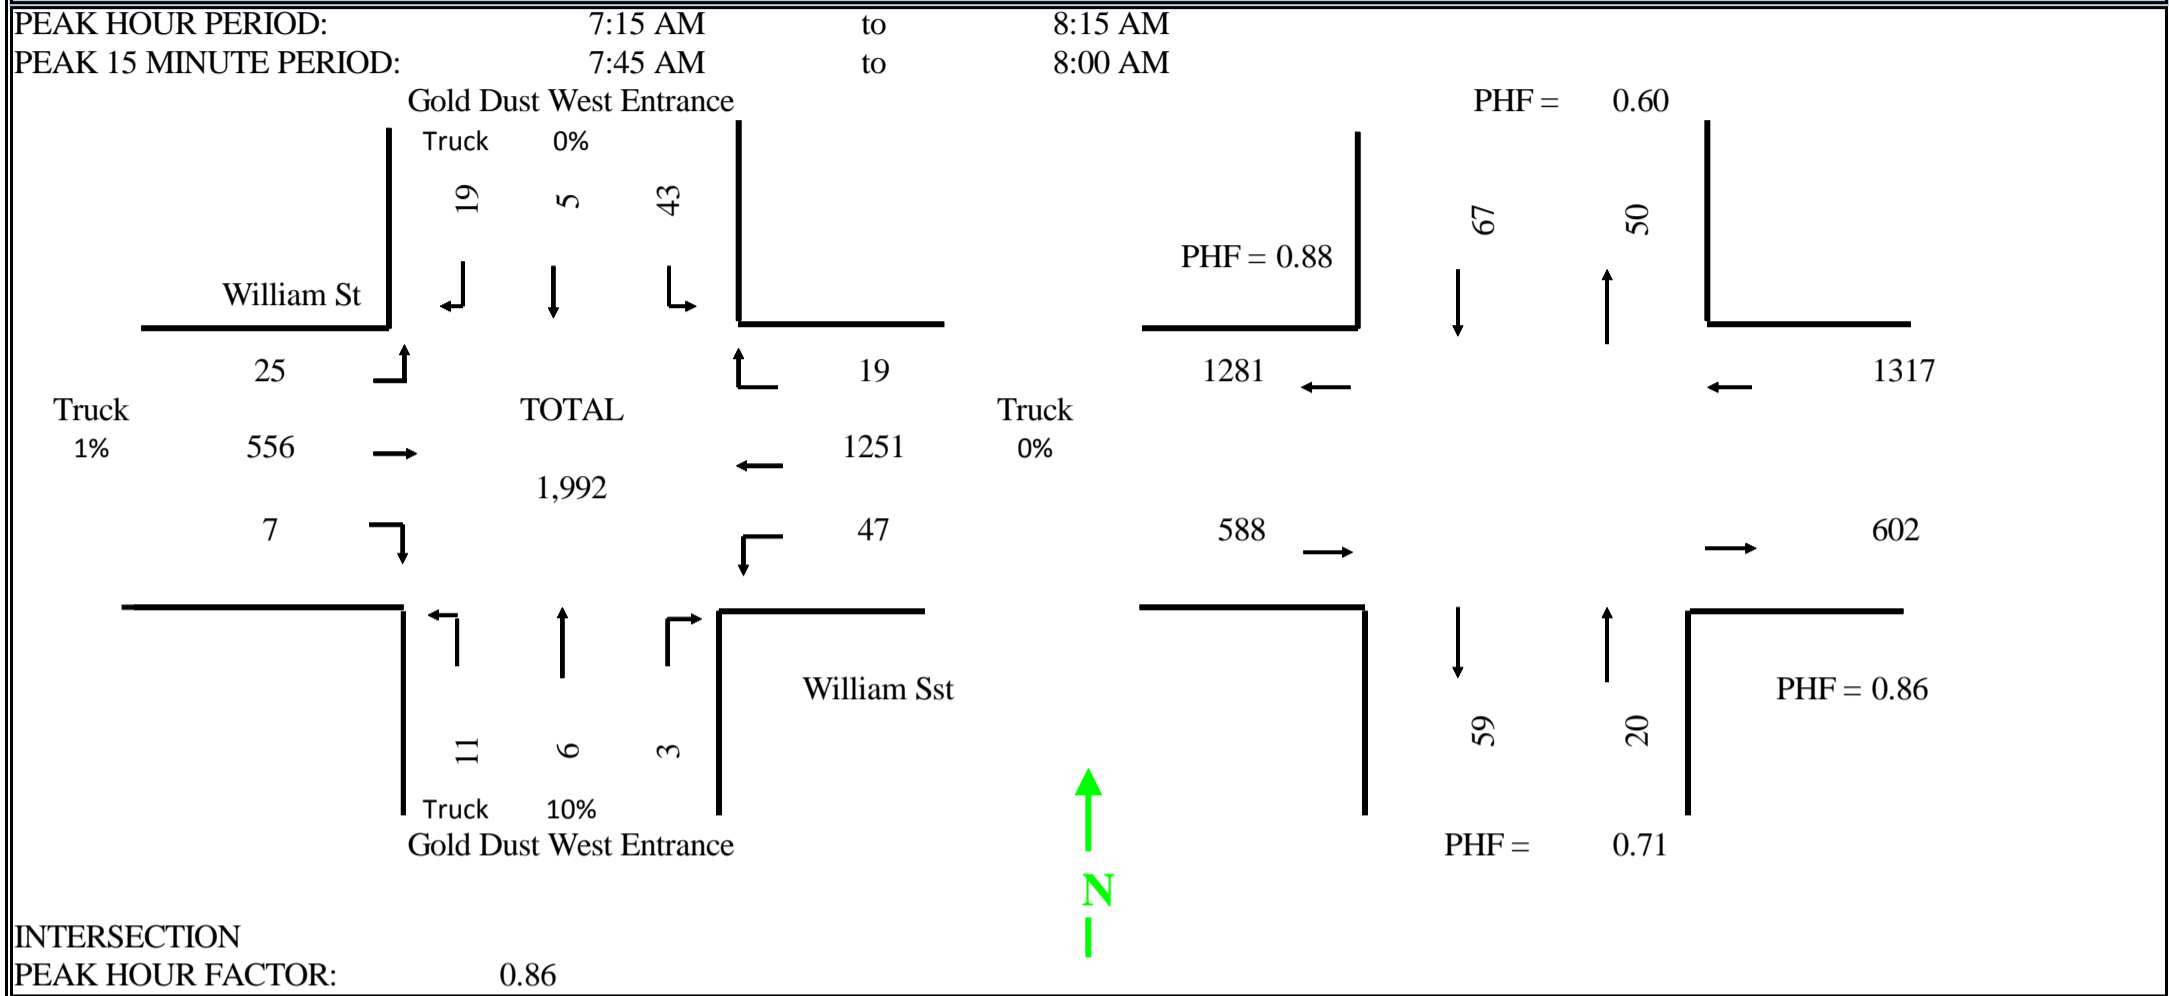 PEAK HOUR PERIOD: 7:15 AM to 8:15 AM
PEAK 15 MINUTE PERIOD: 7:45 AM to 8:00 AM
Gold Dust West Entrance PHF = 0.60
Truck 0%
19 5 43 67 50
PHF = 0.88
William St
25 19 1281 1317
Truck TOTAL Truck
1% 556 1251 0%
1,992
7 47 588 602
William Sst PHF = 0.86
11 6 3 59 20
Truck 10%
Gold Dust West Entrance PHF = 0.71
N
INTERSECTION
PEAK HOUR FACTOR: 0.86